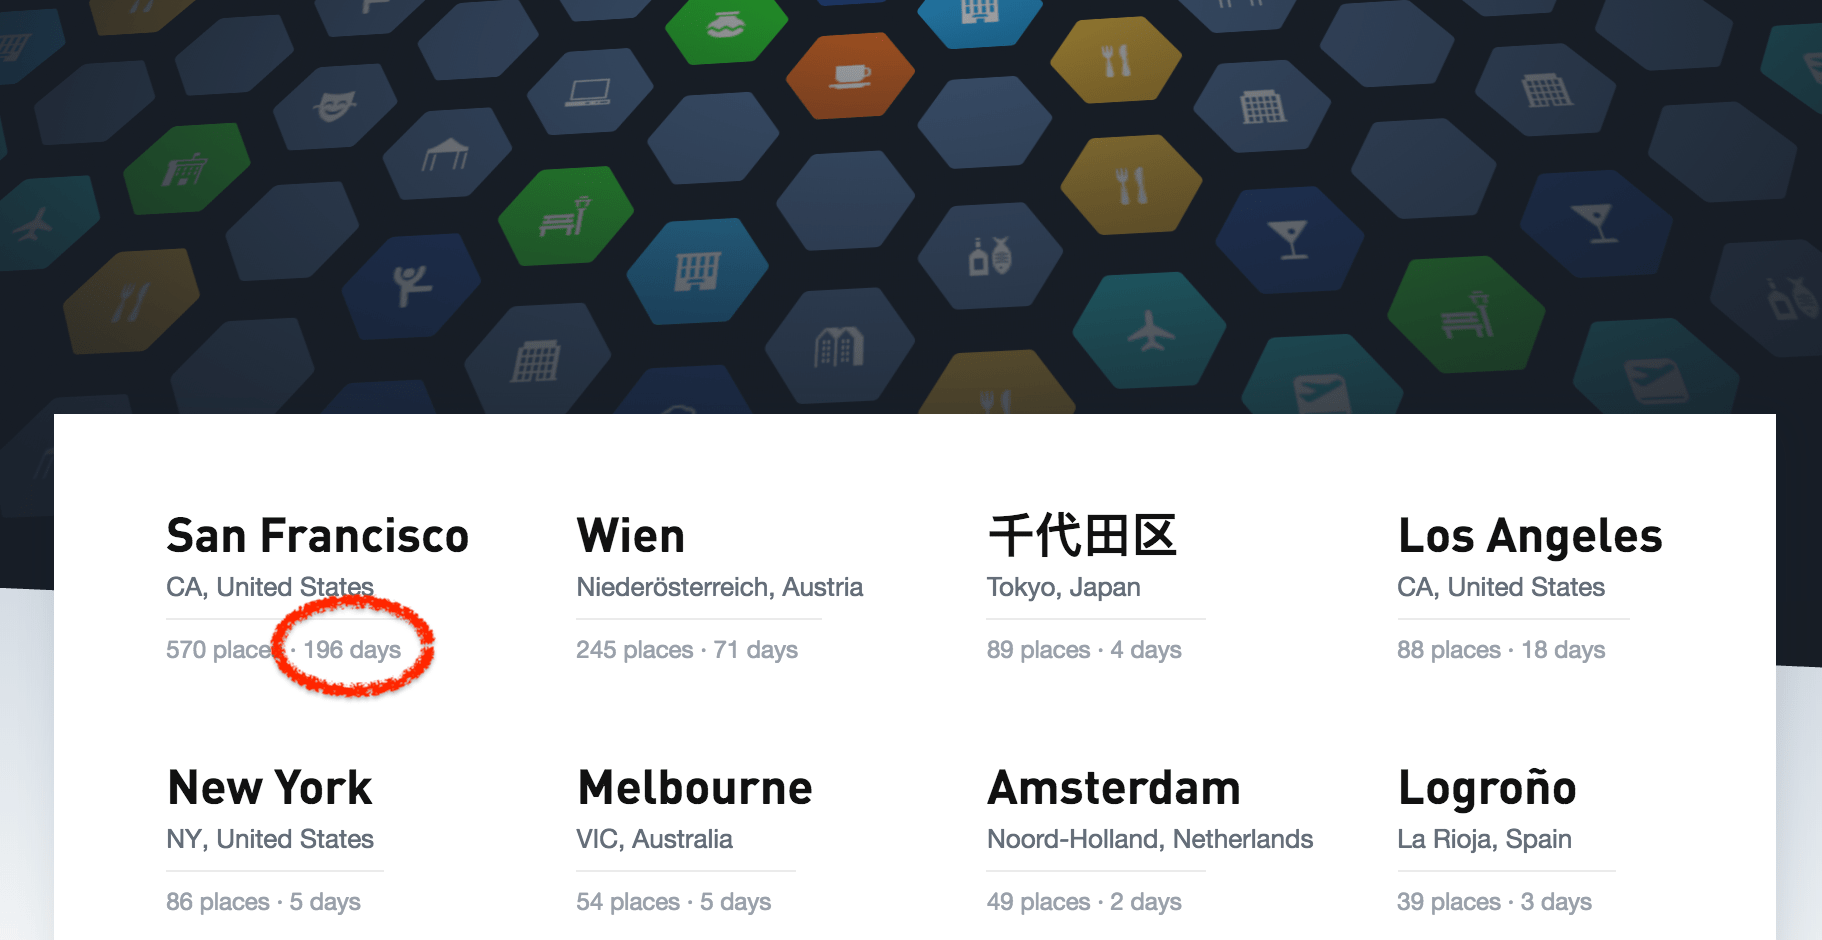 San Francisco
CA, United States
570 places · 196 days
Wien
Niederösterreich, Austria
245 places · 71 days
千代田区
Tokyo, Japan
89 places · 4 days
Los Angeles
CA, United States
88 places · 18 days
New York
NY, United States
86 places · 5 days
Melbourne
VIC, Australia
54 places · 5 days
Amsterdam
Noord-Holland, Netherlands
49 places · 2 days
Logroño
La Rioja, Spain
39 places · 3 days